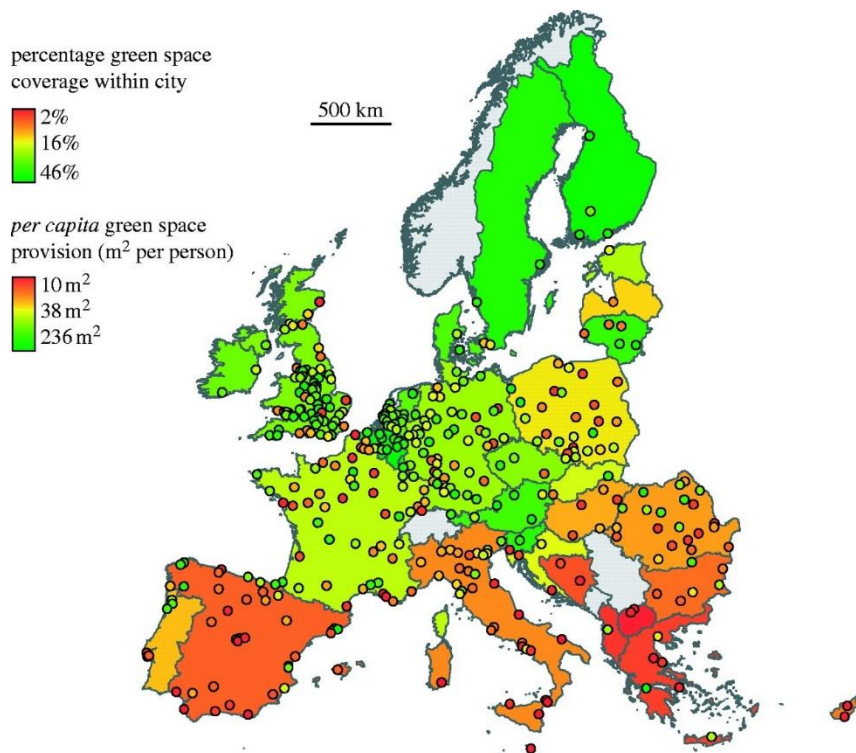 percentage green space
coverage within city
2%
16%
46%
500 km
per capita green space
provision (m² per person)
10 m²
38 m²
236 m²